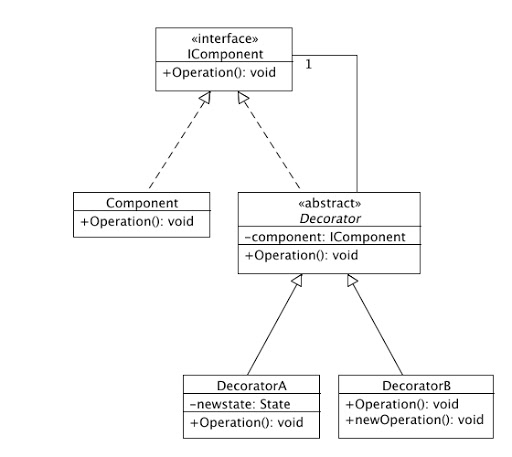 «interface»
IComponent
+Operation(): void
1
Component
+Operation(): void
«abstract»
Decorator
-component: IComponent
+Operation(): void
DecoratorA
-newstate: State
+Operation(): void
DecoratorB
+Operation(): void
+newOperation(): void